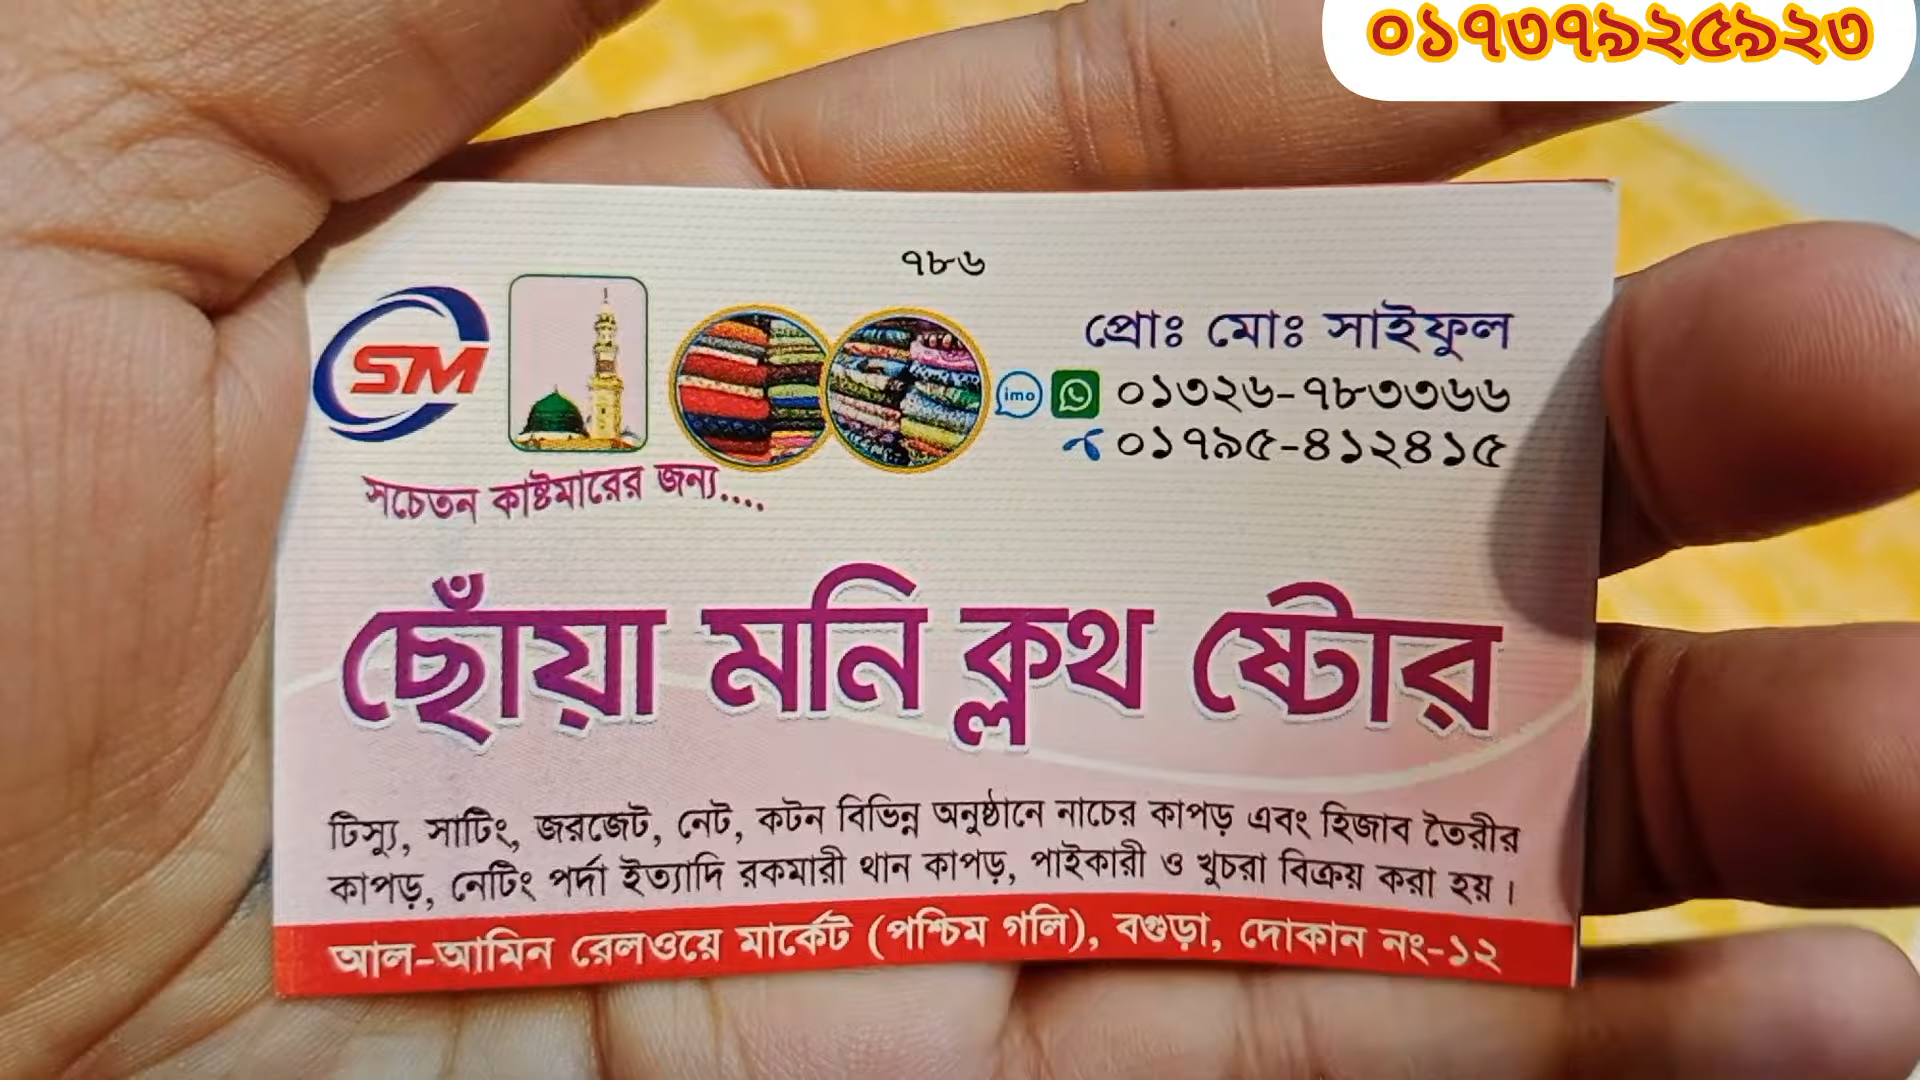 ০১৭৩৭৯২৫৯২৩
৭৮৬
SM
প্রোঃ মোঃ সাইফুল
imo ০১৩২৬-৭৮৩৩৬৬
০১৭৯৫-৪১২৪১৫
সচেতন কাষ্টমারের জন্য....
ছোঁয়া মনি ক্লথ ষ্টোর
টিস্যু, সাটিং, জরজেট, নেট, কটন বিভিন্ন অনুষ্ঠানে নাচের কাপড় এবং হিজাব তৈরীর
কাপড়, নেটিং পর্দা ইত্যাদি রকমারী থান কাপড়, পাইকারী ও খুচরা বিক্রয় করা হয়।
আল-আমিন রেলওয়ে মার্কেট (পশ্চিম গলি), বগুড়া, দোকান নং-১২